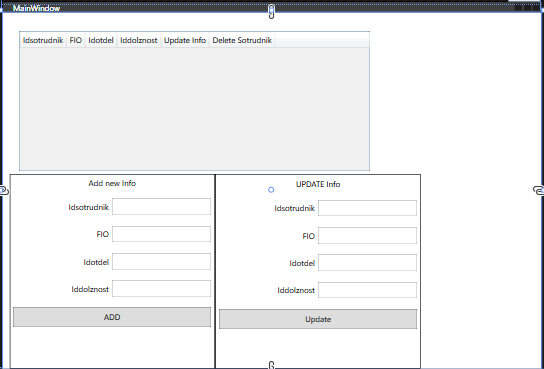 MainWindow
Idsotrudnik FIO Idotdel Iddolznost Update Info Delete Sotrudnik
Add new Info
Idsotrudnik
FIO
Idotdel
Iddolznost
ADD
UPDATE Info
Idsotrudnik
FIO
Idotdel
Iddolznost
Update